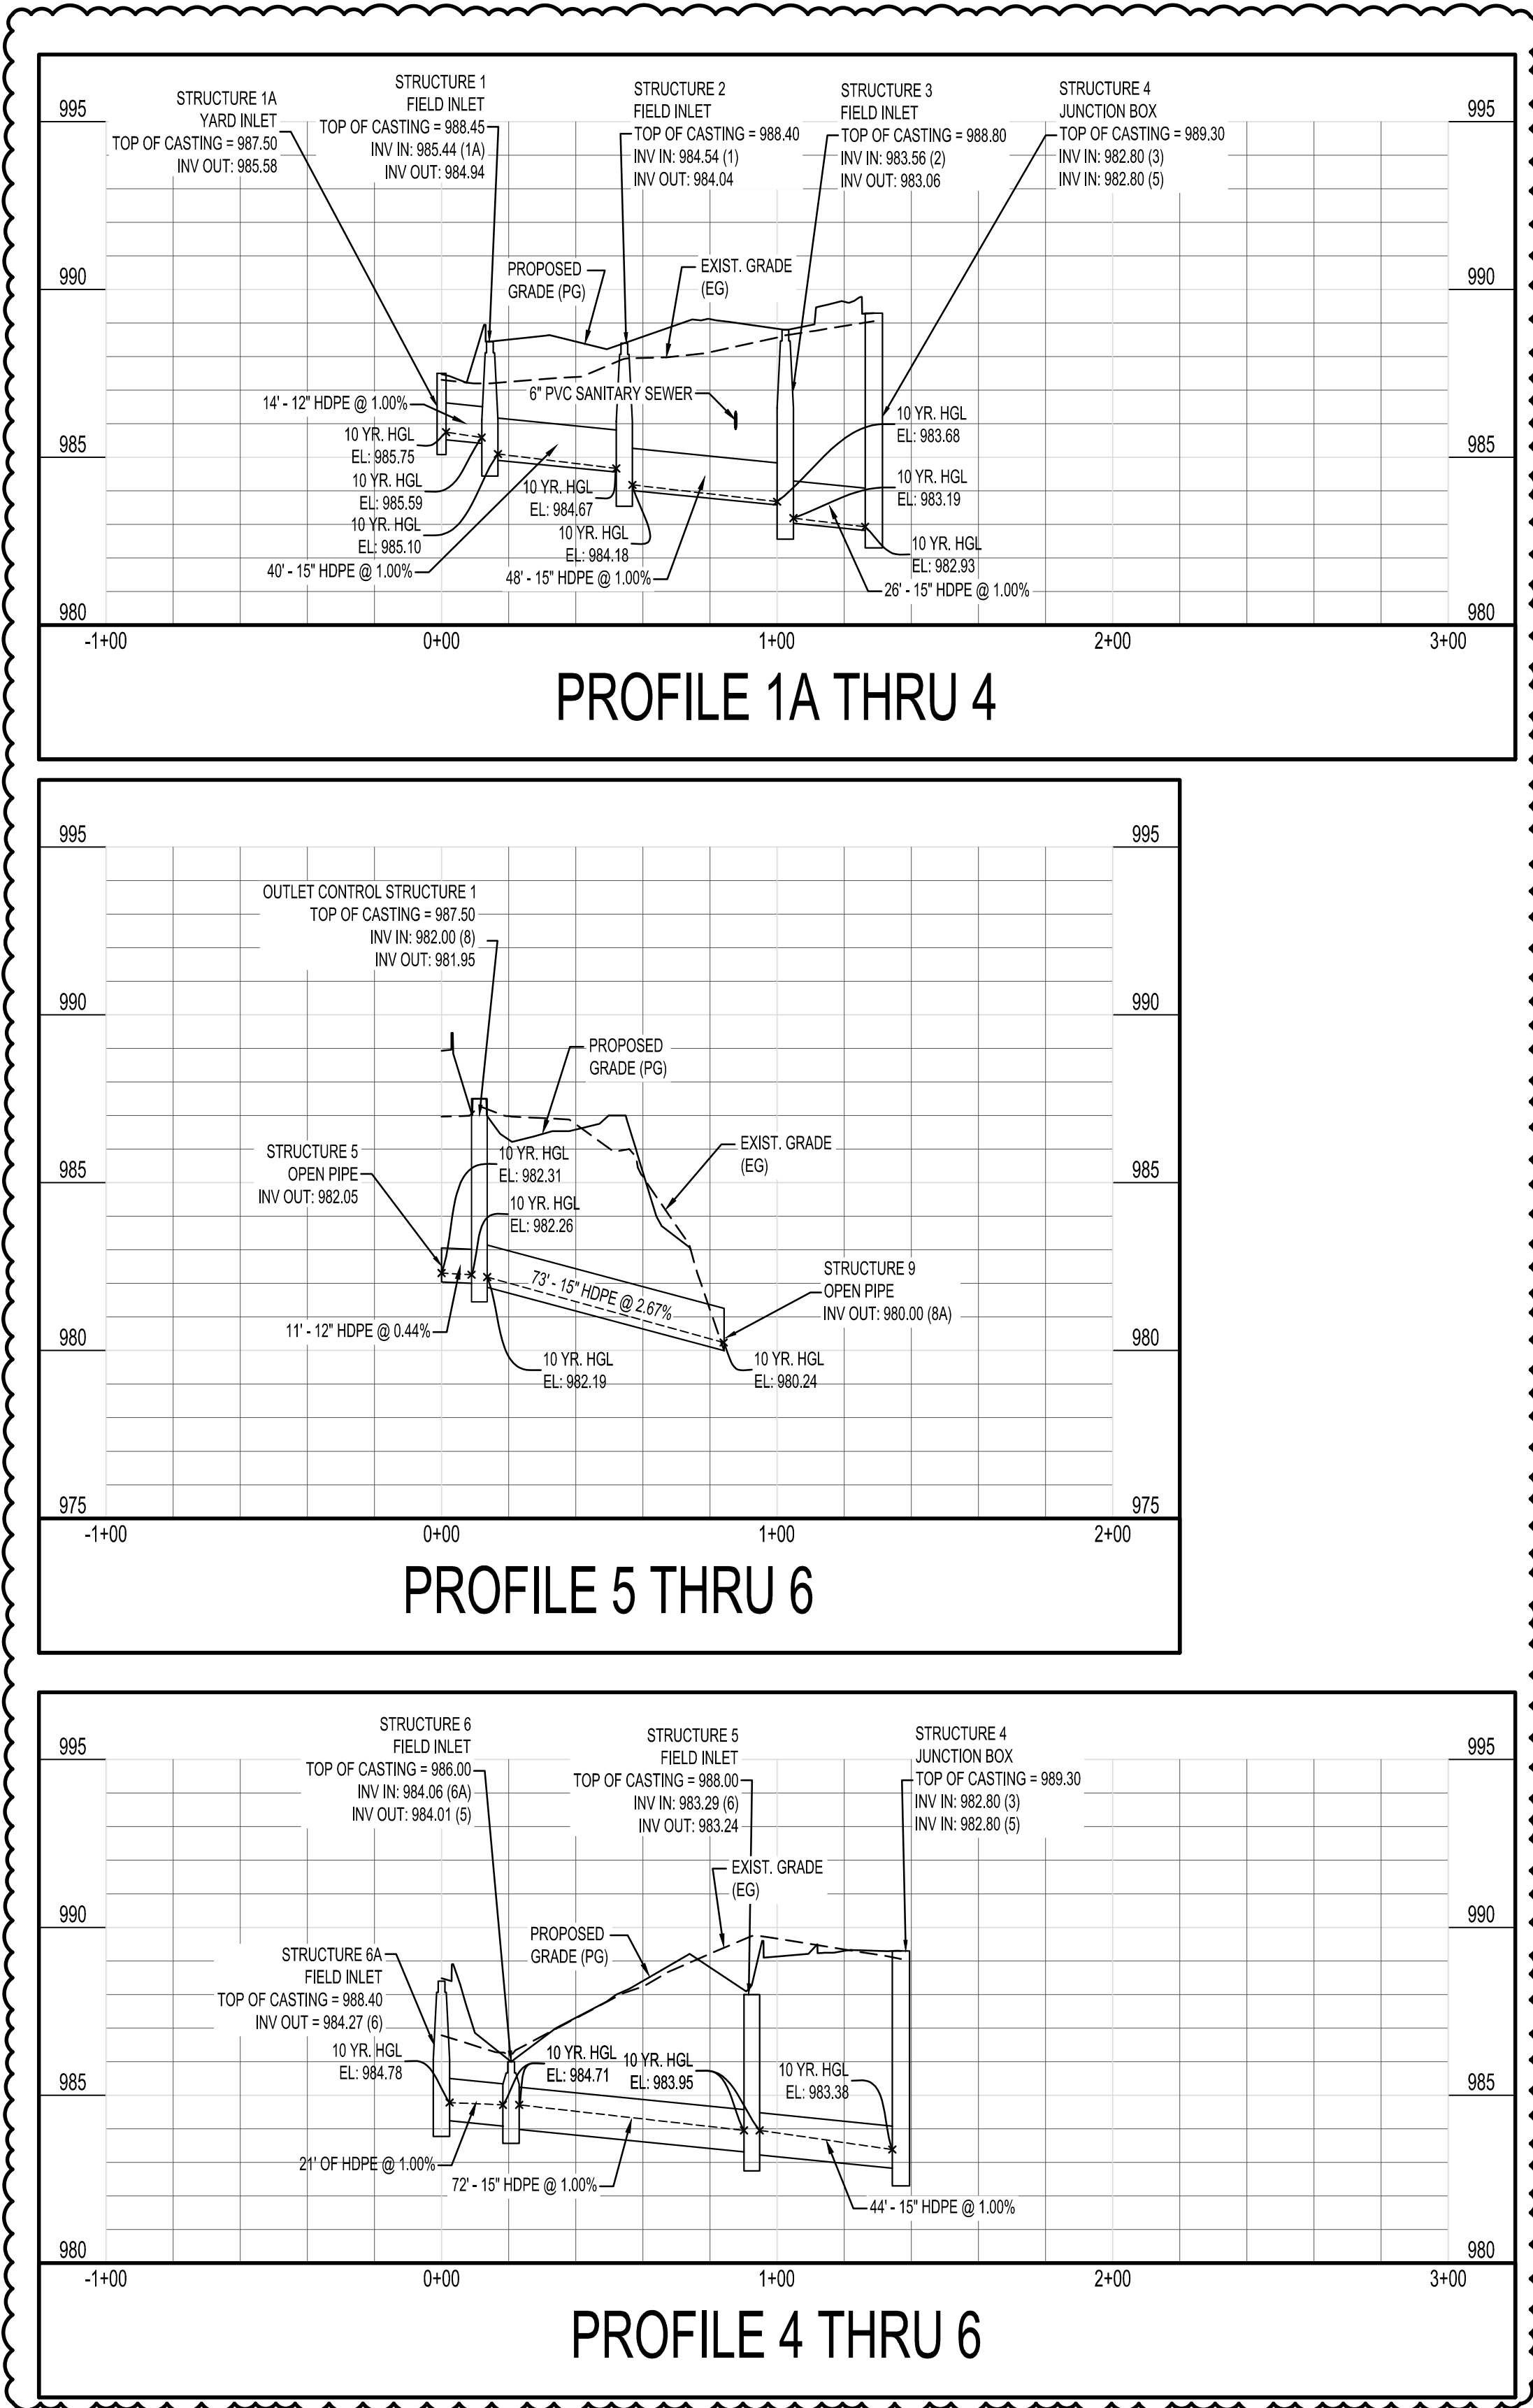 STRUCTURE 1A
YARD INLET
TOP OF CASTING = 987.50
INV OUT: 985.58
STRUCTURE 1
FIELD INLET
TOP OF CASTING = 988.45
INV IN: 985.44 (1A)
INV OUT: 984.94
STRUCTURE 2
FIELD INLET
TOP OF CASTING = 988.40
INV IN: 984.54 (1)
INV OUT: 984.04
STRUCTURE 3
FIELD INLET
TOP OF CASTING = 988.80
INV IN: 983.56 (2)
INV OUT: 983.06
STRUCTURE 4
JUNCTION BOX
TOP OF CASTING = 989.30
INV IN: 982.80 (3)
INV IN: 982.80 (5)
995
995
990
990
985
985
980
980
PROPOSED
GRADE (PG)
EXIST. GRADE
(EG)
14' - 12" HDPE @ 1.00%
6" PVC SANITARY SEWER
10 YR. HGL
EL: 985.75
10 YR. HGL
EL: 985.59
10 YR. HGL
EL: 985.10
40' - 15" HDPE @ 1.00%
10 YR. HGL
EL: 984.67
10 YR. HGL
EL: 984.18
48' - 15" HDPE @ 1.00%
10 YR. HGL
EL: 983.68
10 YR. HGL
EL: 983.19
10 YR. HGL
EL: 982.93
26' - 15" HDPE @ 1.00%
-1+00
0+00
1+00
2+00
3+00
PROFILE 1A THRU 4
995
995
990
990
985
985
980
980
975
975
OUTLET CONTROL STRUCTURE 1
TOP OF CASTING = 987.50
INV IN: 982.00 (8)
INV OUT: 981.95
PROPOSED
GRADE (PG)
EXIST. GRADE
(EG)
STRUCTURE 5
OPEN PIPE
INV OUT: 982.05
10 YR. HGL
EL: 982.31
10 YR. HGL
EL: 982.26
73' - 15" HDPE @ 2.67%
STRUCTURE 9
OPEN PIPE
INV OUT: 980.00 (8A)
11' - 12" HDPE @ 0.44%
10 YR. HGL
EL: 982.19
10 YR. HGL
EL: 980.24
-1+00
0+00
1+00
2+00
PROFILE 5 THRU 6
995
995
990
990
985
985
980
980
STRUCTURE 6
FIELD INLET
TOP OF CASTING = 986.00
INV IN: 984.06 (6A)
INV OUT: 984.01 (5)
STRUCTURE 5
FIELD INLET
TOP OF CASTING = 988.00
INV IN: 983.29 (6)
INV OUT: 983.24
STRUCTURE 4
JUNCTION BOX
TOP OF CASTING = 989.30
INV IN: 982.80 (3)
INV IN: 982.80 (5)
EXIST. GRADE
(EG)
PROPOSED
GRADE (PG)
STRUCTURE 6A
FIELD INLET
TOP OF CASTING = 988.40
INV OUT = 984.27 (6)
10 YR. HGL
EL: 984.78
10 YR. HGL
EL: 984.71
10 YR. HGL
EL: 983.95
10 YR. HGL
EL: 983.38
21' OF HDPE @ 1.00%
72' - 15" HDPE @ 1.00%
44' - 15" HDPE @ 1.00%
-1+00
0+00
1+00
2+00
3+00
PROFILE 4 THRU 6